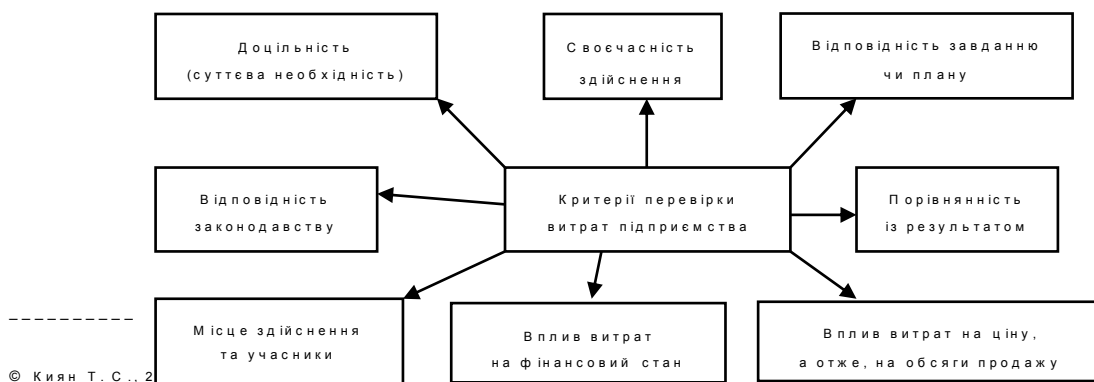 Доцільність
(суттєва необхідність)
Своєчасність
здійснення
Відповідність завданню
чи плану
Відповідність
законодавству
Критерії перевірки
витрат підприємства
Порівнянність
із результатом
Місце здійснення
та учасники
Вплив витрат
на фінансовий стан
Вплив витрат на ціну,
а отже, на обсяги продажу
© Киян Т.С., 2